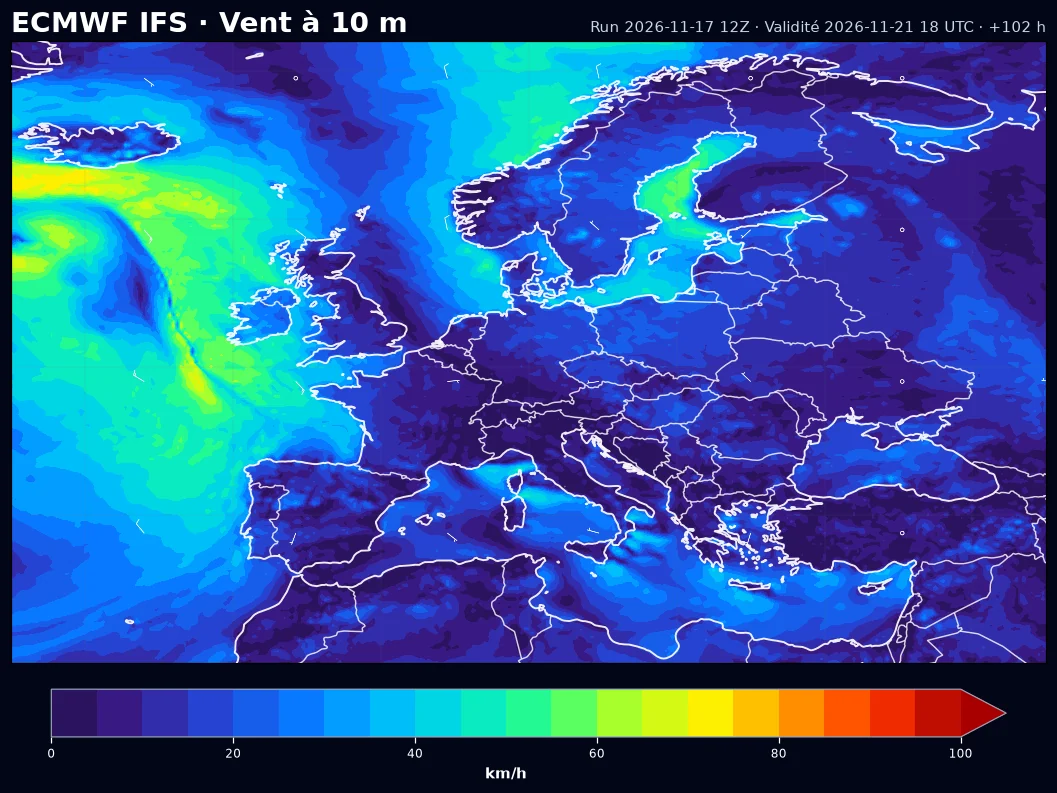 ECMWF IFS · Vent à 10 m
Run 2026-11-17 12Z · Validité 2026-11-21 18 UTC · +102 h
0 20 40 60 80 100
km/h